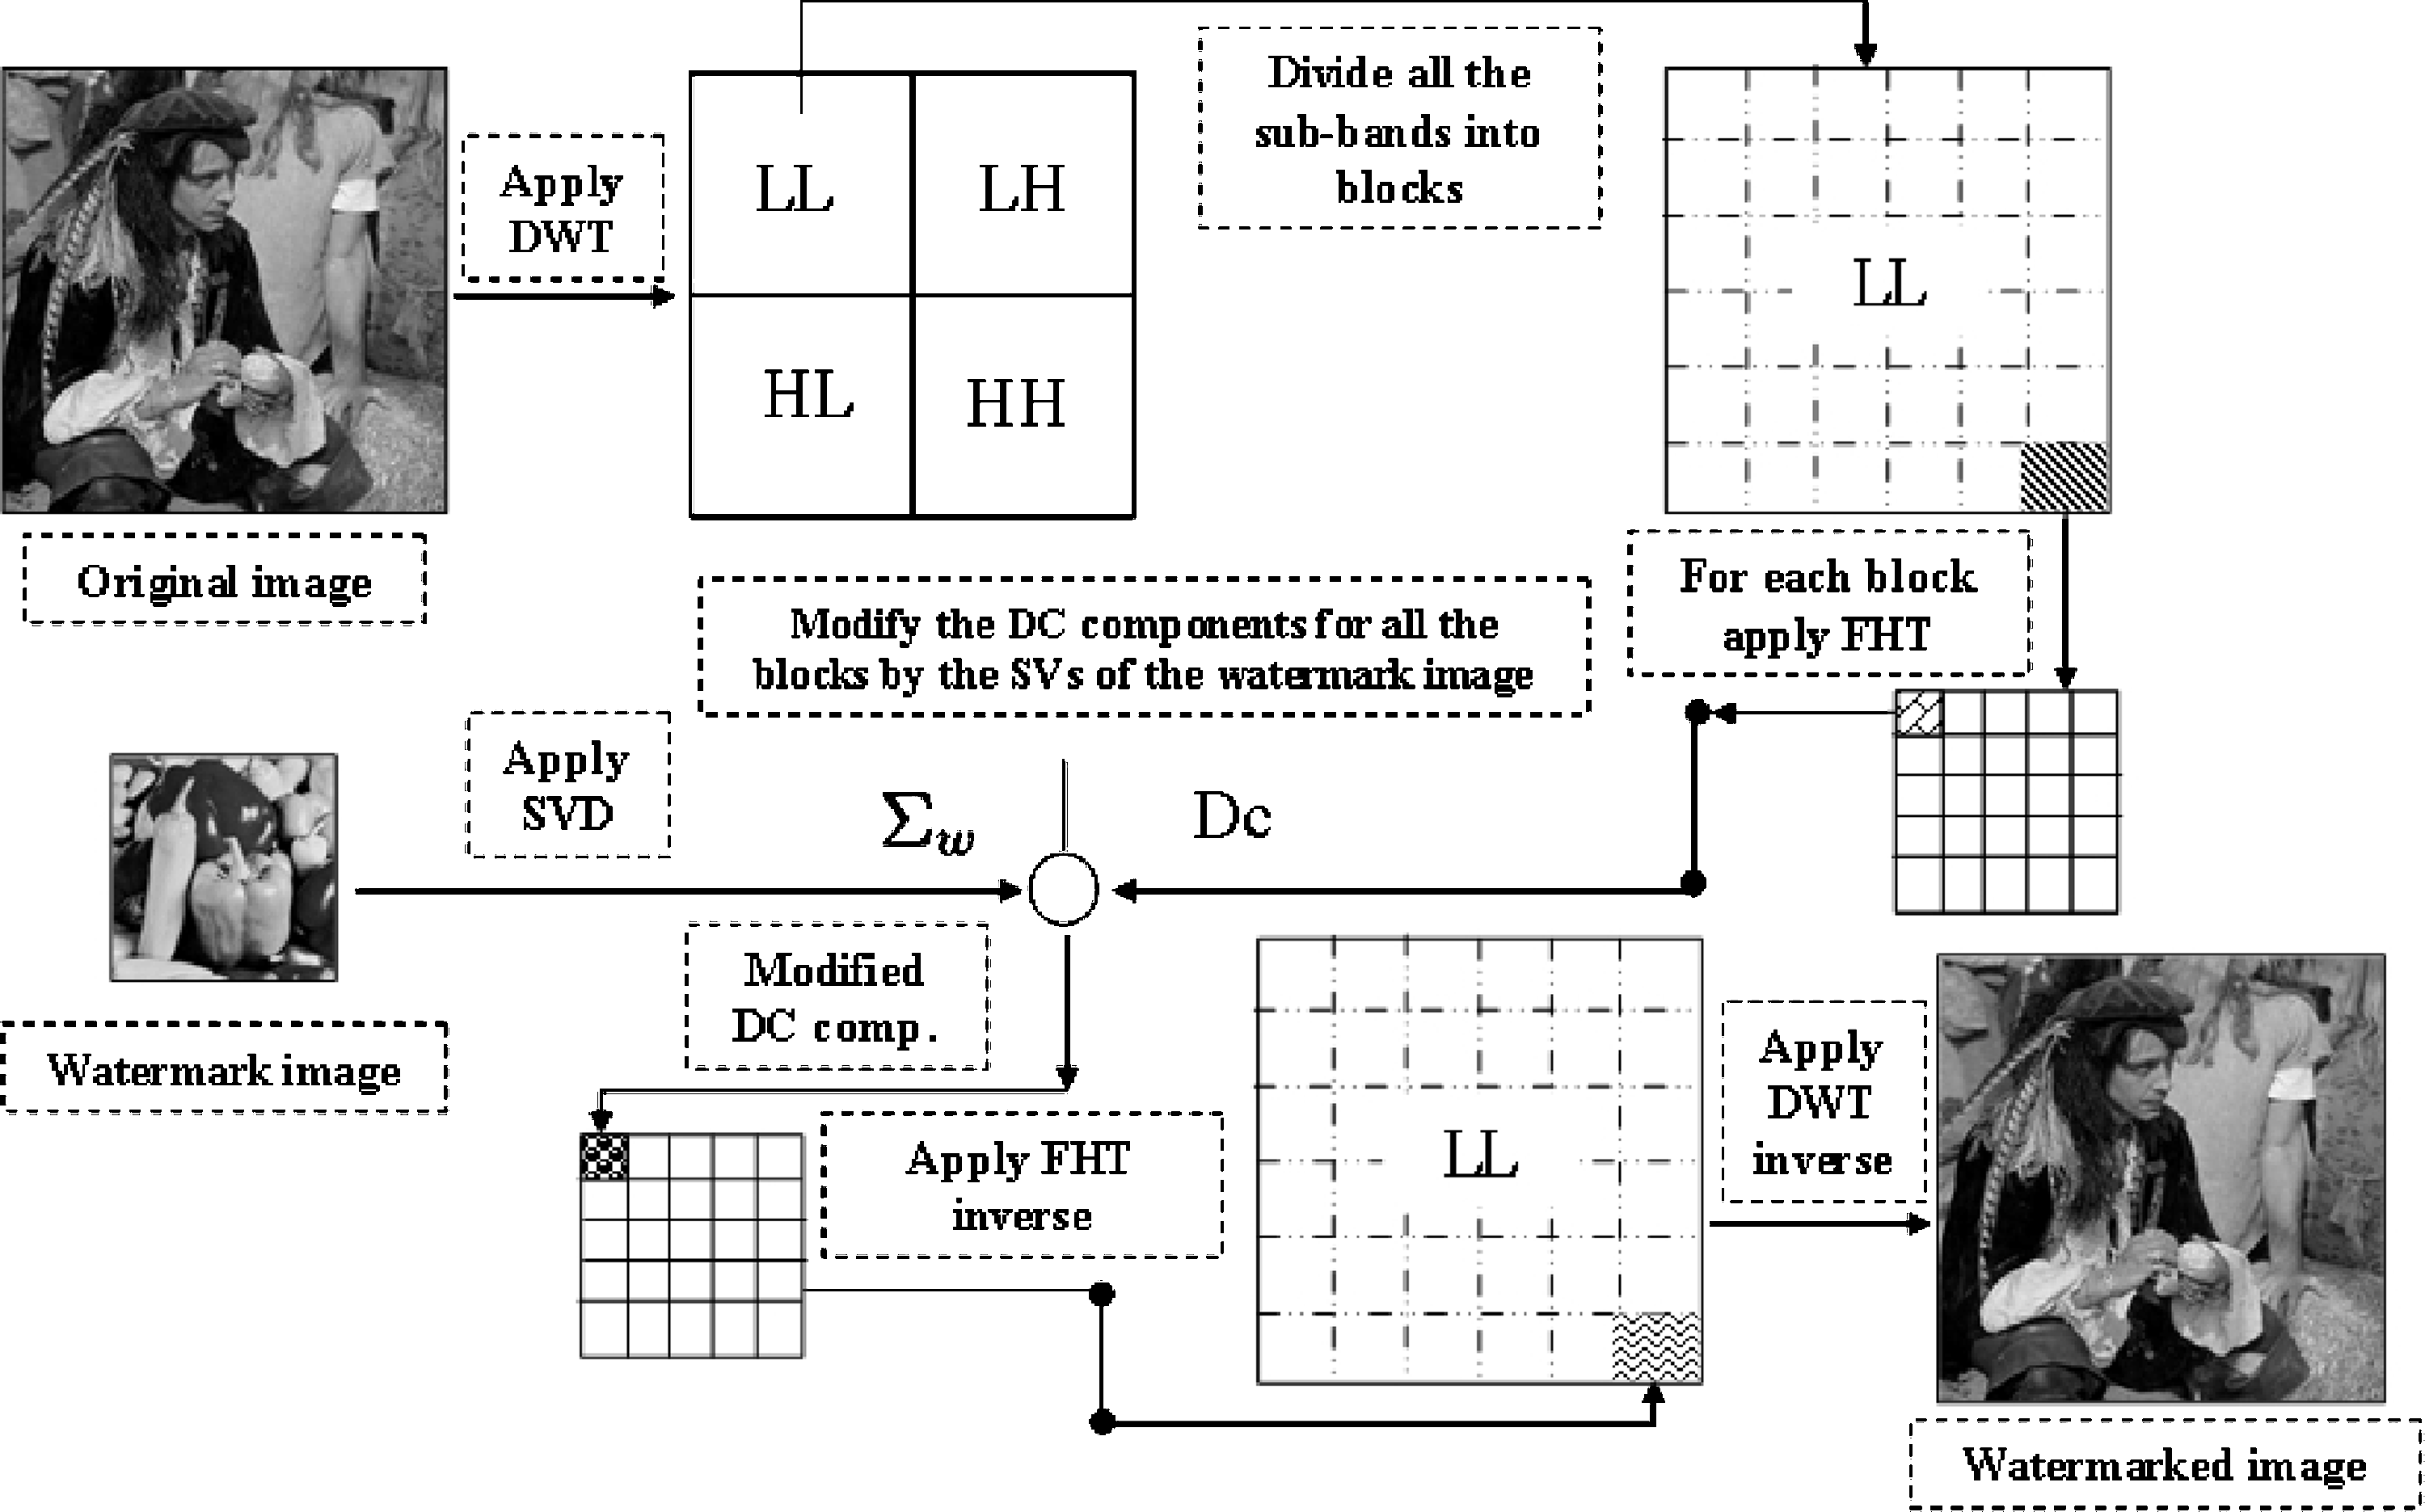 Divide all the
sub-bands into
blocks
Apply
DWT
LL
LH
HL
HH
LL
Original image
For each block
apply FHT
Modify the DC components for all the
blocks by the SVs of the watermark image
Apply
SVD
Σw
Dc
Watermark image
Modified
DC comp.
Apply FHT
inverse
LL
Apply
DWT
inverse
Watermarked image